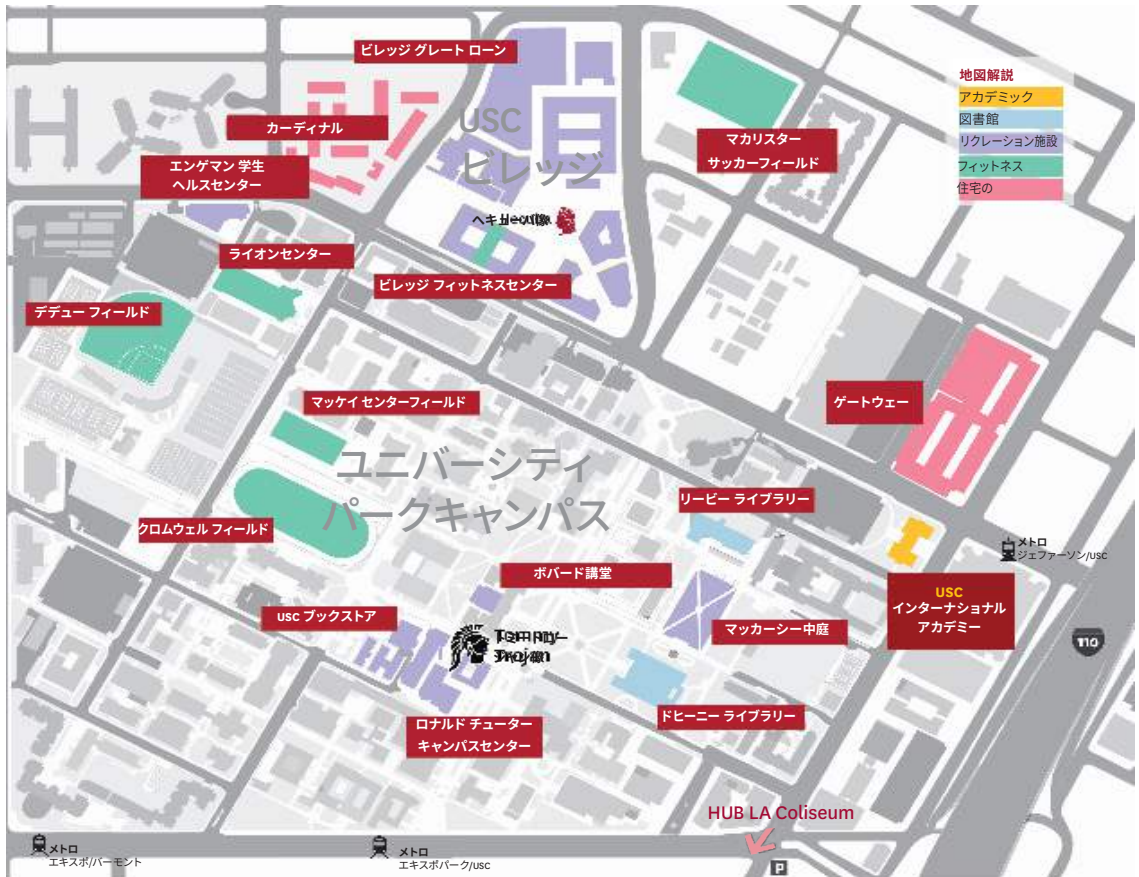 ビレッジ グレート ローン
地図解説
アカデミック
図書館
リクレーション施設
フィットネス
住宅の
カーディナル
USC
ビレッジ
マカリスター
サッカーフィールド
エンゲマン 学生
ヘルスセンター
ライオンセンター
ビレッジ フィットネスセンター
デデュー フィールド
マッケイ センターフィールド
ゲートウェー
ユニバーシティ
パークキャンパス
リービー ライブラリー
クロムウェル フィールド
メトロ
ジェファーソン/USC
ボバード講堂
USC
インターナショナル
アカデミー
USC ブックストア
マッカーシー中庭
Trojan
110
ロナルド チューター
キャンパスセンター
ドヒーニー ライブラリー
HUB LA Coliseum
メトロ
エキスポ/バーモント
メトロ
エキスポパーク/USC
P